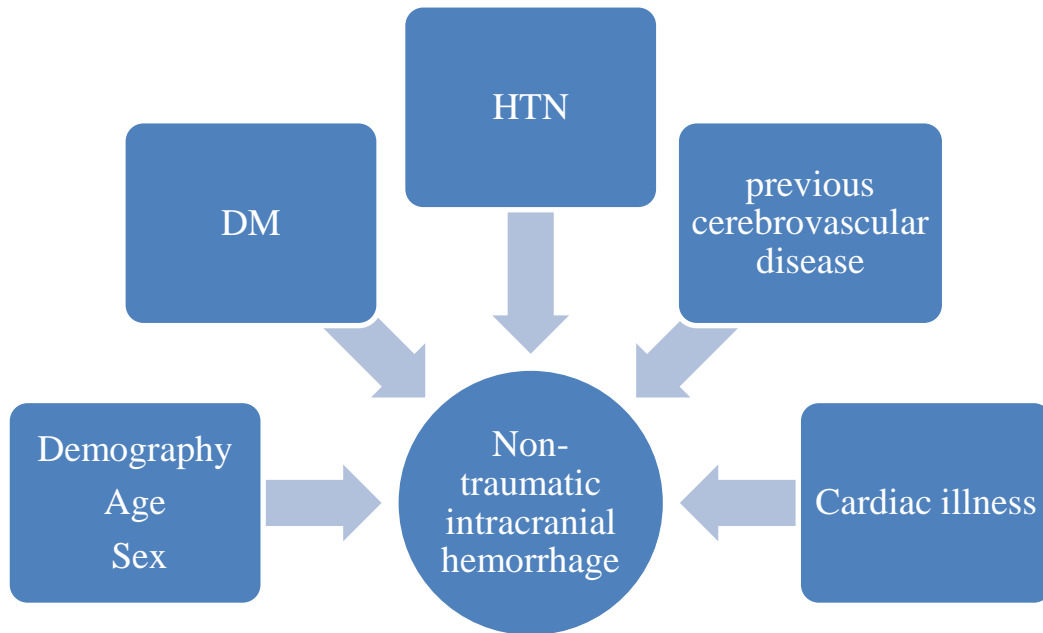 HTN
DM
previous
cerebrovascular
disease
Demography
Age
Sex
Non-
traumatic
intracranial
hemorrhage
Cardiac illness